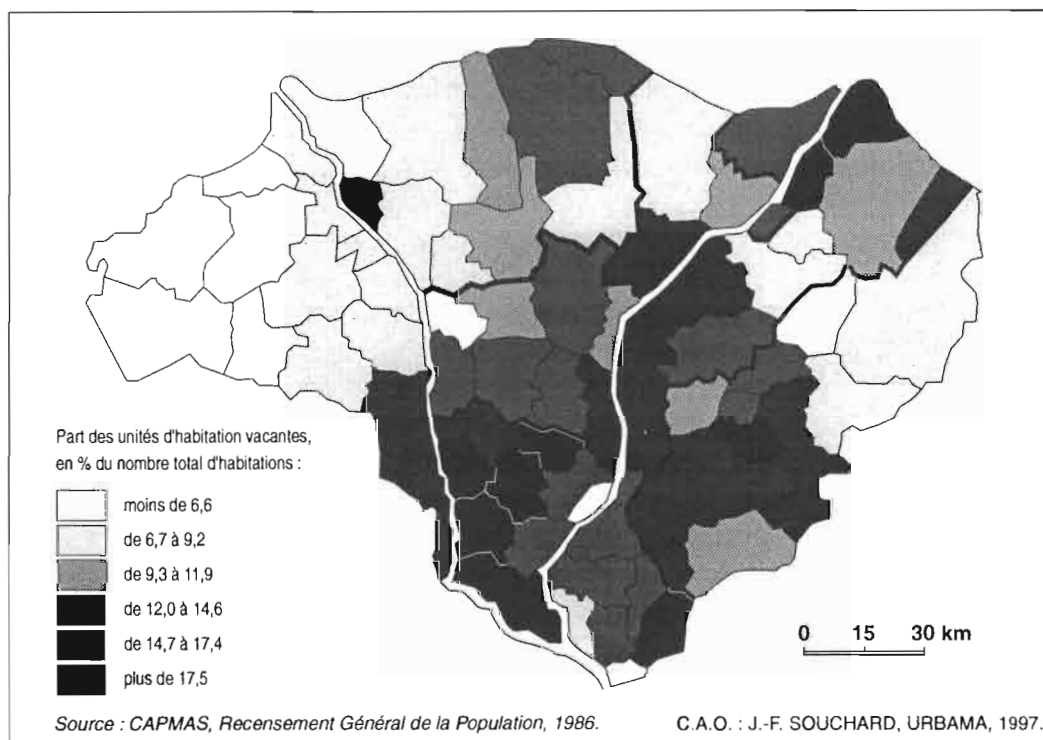 Part des unités d'habitation vacantes,
en % du nombre total d'habitations :
moins de 6,6
de 6,7 à 9,2
de 9,3 à 11,9
de 12,0 à 14,6
de 14,7 à 17,4
plus de 17,5
0 15 30 km
Source : CAPMAS, Recensement Général de la Population, 1986. C.A.O. : J.-F. SOUCHARD, URBAMA, 1997.